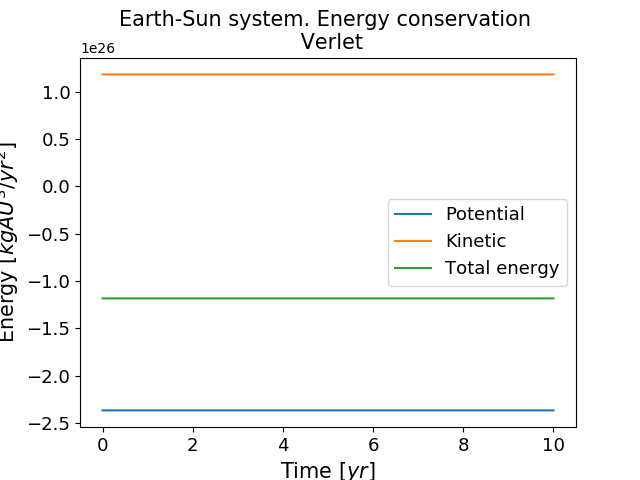 Earth-Sun system. Energy conservation
Verlet
1e26
1.0
0.5
0.0
−0.5
−1.0
−1.5
−2.0
−2.5
Energy [kgAU³/yr²]
Potential
Kinetic
Total energy
0 2 4 6 8 10
Time [yr]